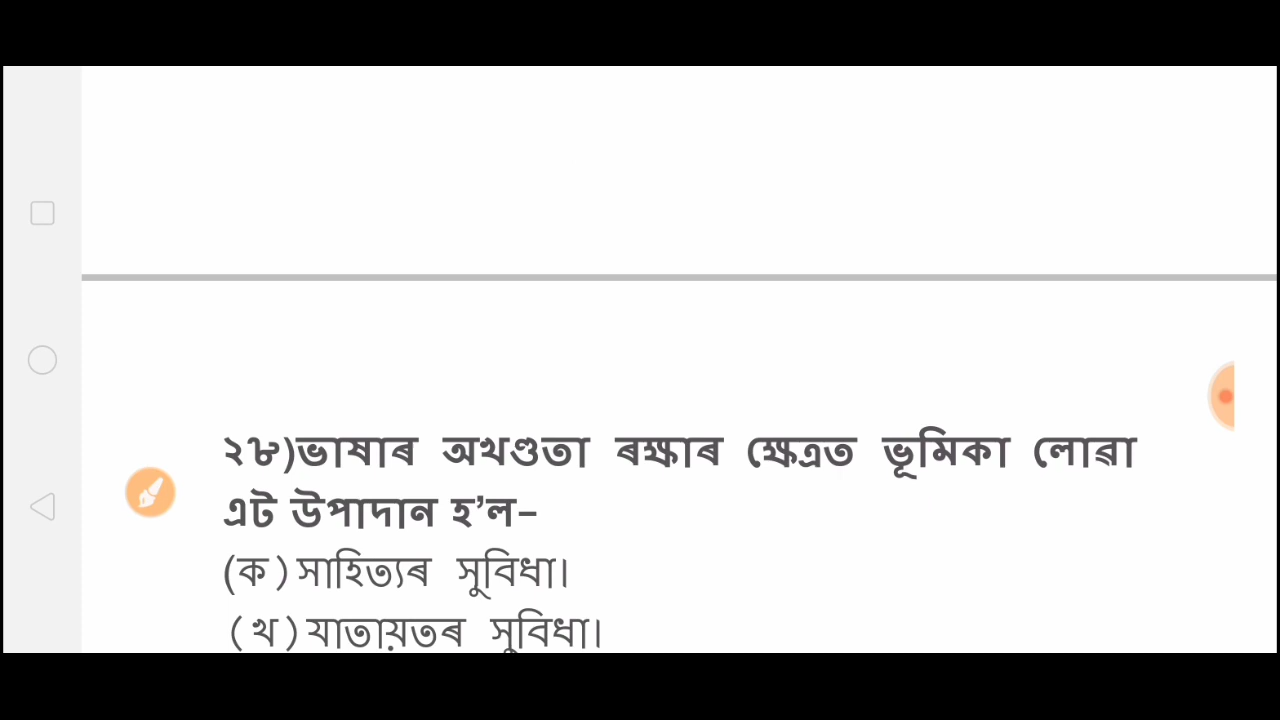 ২৮)ভাষাৰ অখণ্ডতা ৰক্ষাৰ ক্ষেত্ৰত ভূমিকা লোৱা
এট উপাদান হ’ল–
(ক) সাহিত্যৰ সুবিধা।
(খ) যাতায়তৰ সুবিধা।